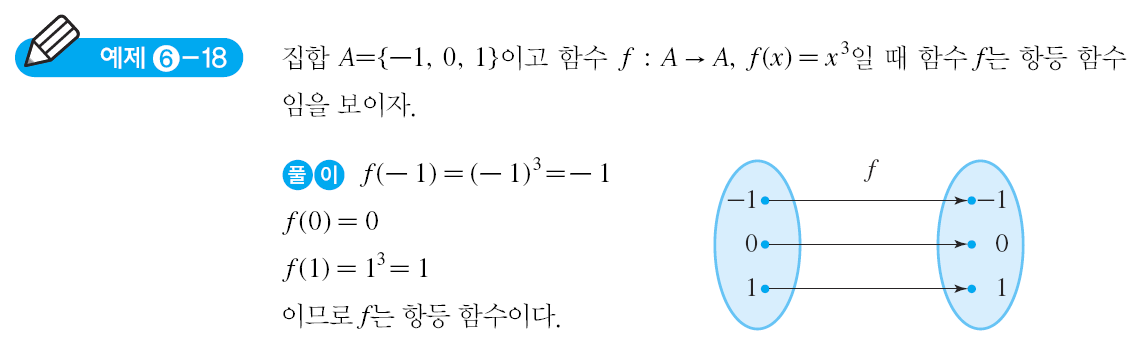 예제 6-18
집합 A={-1, 0, 1}이고 함수 f : A → A, f(x) = x³일 때 함수 f는 항등 함수
임을 보이자.
풀이 f(- 1) = (- 1)³ = - 1
f(0) = 0
f(1) = 1³ = 1
이므로 f는 항등 함수이다.
f
-1 -1
0 0
1 1